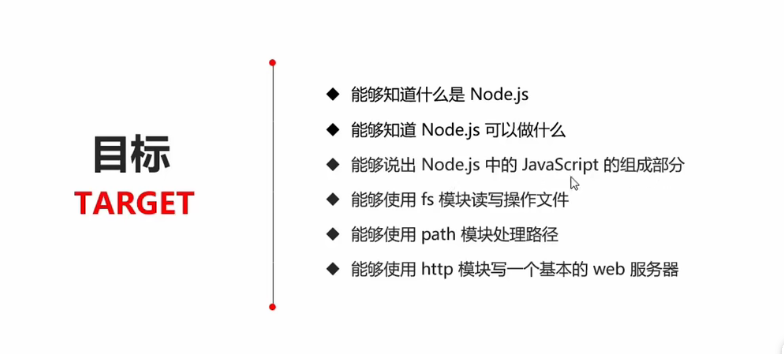 目标
TARGET
能够知道什么是 Node.js
能够知道 Node.js 可以做什么
能够说出 Node.js 中的 JavaScript 的组成部分
能够使用 fs 模块读写操作文件
能够使用 path 模块处理路径
能够使用 http 模块写一个基本的 web 服务器